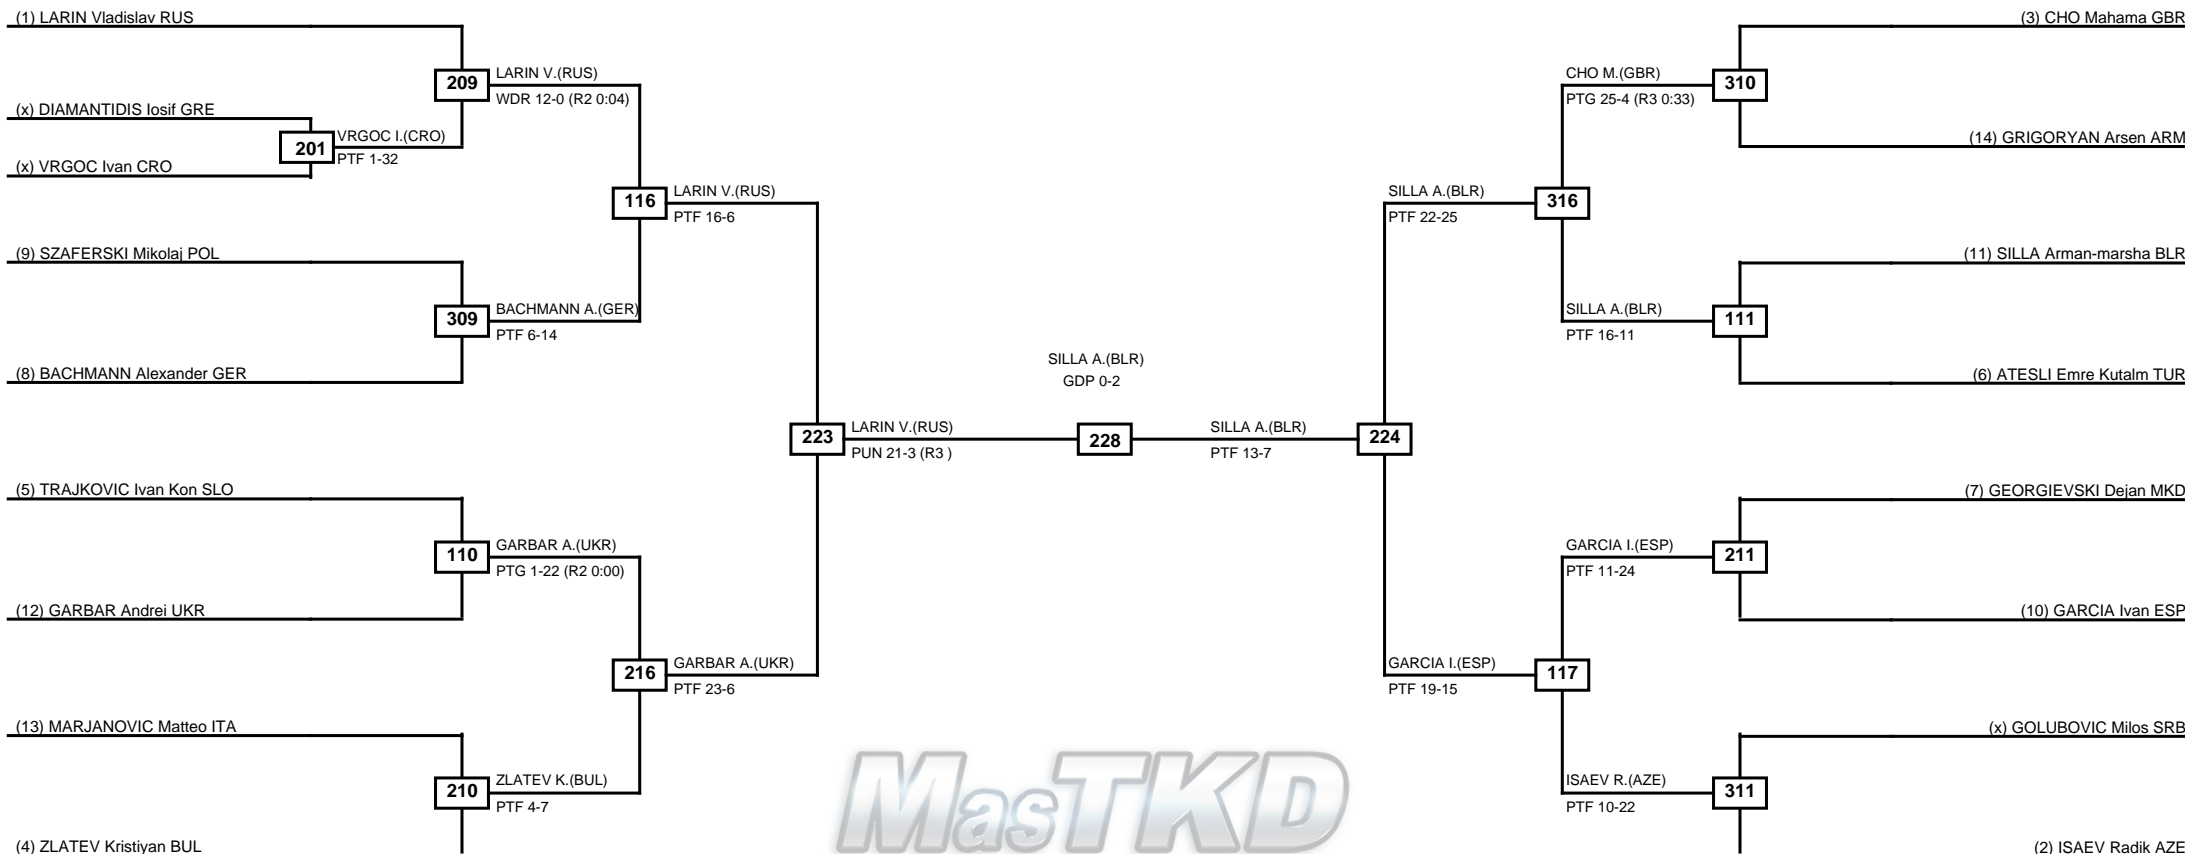 (1) LARIN Vladislav RUS
(3) CHO Mahama GBR
209
LARIN V.(RUS)
WDR 12-0 (R2 0:04)
CHO M.(GBR)
PTG 25-4 (R3 0:33)
310
(x) DIAMANTIDIS Iosif GRE
201
VRGOC I.(CRO)
PTF 1-32
(14) GRIGORYAN Arsen ARM
(x) VRGOC Ivan CRO
116
LARIN V.(RUS)
PTF 16-6
SILLA A.(BLR)
PTF 22-25
316
(9) SZAFERSKI Mikolaj POL
(11) SILLA Arman-marsha BLR
309
BACHMANN A.(GER)
PTF 6-14
SILLA A.(BLR)
PTF 16-11
111
(8) BACHMANN Alexander GER
(6) ATESLI Emre Kutalm TUR
SILLA A.(BLR)
GDP 0-2
223
LARIN V.(RUS)
PUN 21-3 (R3 )
228
SILLA A.(BLR)
PTF 13-7
224
(5) TRAJKOVIC Ivan Kon SLO
(7) GEORGIEVSKI Dejan MKD
110
GARBAR A.(UKR)
PTG 1-22 (R2 0:00)
GARCIA I.(ESP)
PTF 11-24
211
(12) GARBAR Andrei UKR
(10) GARCIA Ivan ESP
216
GARBAR A.(UKR)
PTF 23-6
GARCIA I.(ESP)
PTF 19-15
117
(13) MARJANOVIC Matteo ITA
(x) GOLUBOVIC Milos SRB
210
ZLATEV K.(BUL)
PTF 4-7
ISAEV R.(AZE)
PTF 10-22
311
MasTKD
(4) ZLATEV Kristiyan BUL
(2) ISAEV Radik AZE